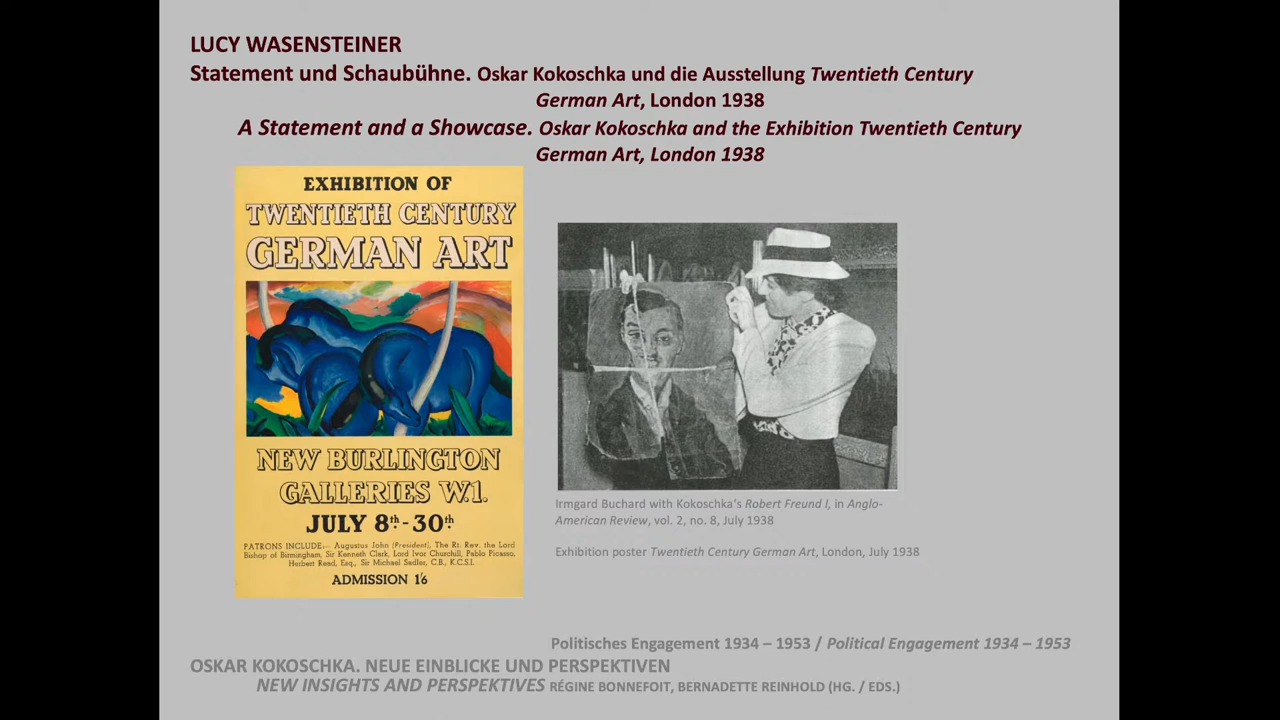 LUCY WASENSTEINER
Statement und Schaubühne. Oskar Kokoschka und die Ausstellung Twentieth Century
German Art, London 1938
A Statement and a Showcase. Oskar Kokoschka and the Exhibition Twentieth Century
German Art, London 1938
EXHIBITION OF
TWENTIETH CENTURY
GERMAN ART
NEW BURLINGTON
GALLERIES W.1.
JULY 8th - 30th
PATRONS INCLUDE:— Augustus John (President), The Rt. Rev. the Lord
Bishop of Birmingham, Sir Kenneth Clark, Lord Ivor Churchill, Pablo Picasso,
Herbert Read, Esq., Sir Michael Sadler, C.B., K.C.S.I.
ADMISSION 1/6
Irmgard Buchard with Kokoschka's Robert Freund I, in Anglo-
American Review, vol. 2, no. 8, July 1938
Exhibition poster Twentieth Century German Art, London, July 1938
Politisches Engagement 1934 – 1953 / Political Engagement 1934 – 1953
OSKAR KOKOSCHKA. NEUE EINBLICKE UND PERSPEKTIVEN
NEW INSIGHTS AND PERSPEKTIVES RÉGINE BONNEFOIT, BERNADETTE REINHOLD (HG. / EDS.)